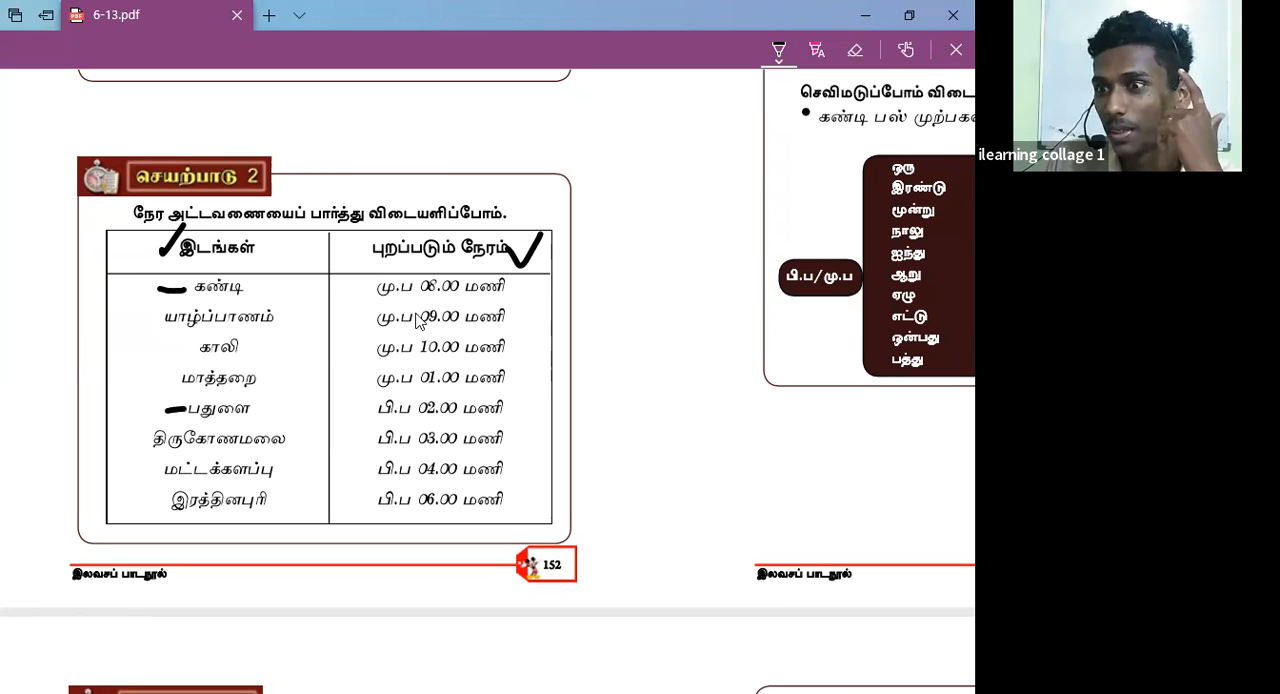 6-13.pdf
செயற்பாடு 2
நேர அட்டவணையைப் பார்த்து விடையளிப்போம்.
இடங்கள் புறப்படும் நேரம்
கண்டி மு.ப 08.00 மணி
யாழ்ப்பாணம் மு.ப 09.00 மணி
காலி மு.ப 10.00 மணி
மாத்தறை மு.ப 01.00 மணி
பதுளை பி.ப 02.00 மணி
திருகோணமலை பி.ப 03.00 மணி
மட்டக்களப்பு பி.ப 04.00 மணி
இரத்தினபுரி பி.ப 06.00 மணி
இலவசப் பாடநூல்
152
செவிமடுப்போம் விடை
கண்டி பஸ்
பி.ப/மு.ப
ஒரு
இரண்டு
மூன்று
நாலு
ஐந்து
ஆறு
ஏழு
எட்டு
ஒன்பது
பத்து
இலவசப் பாடநூல்
ilearning collage 1